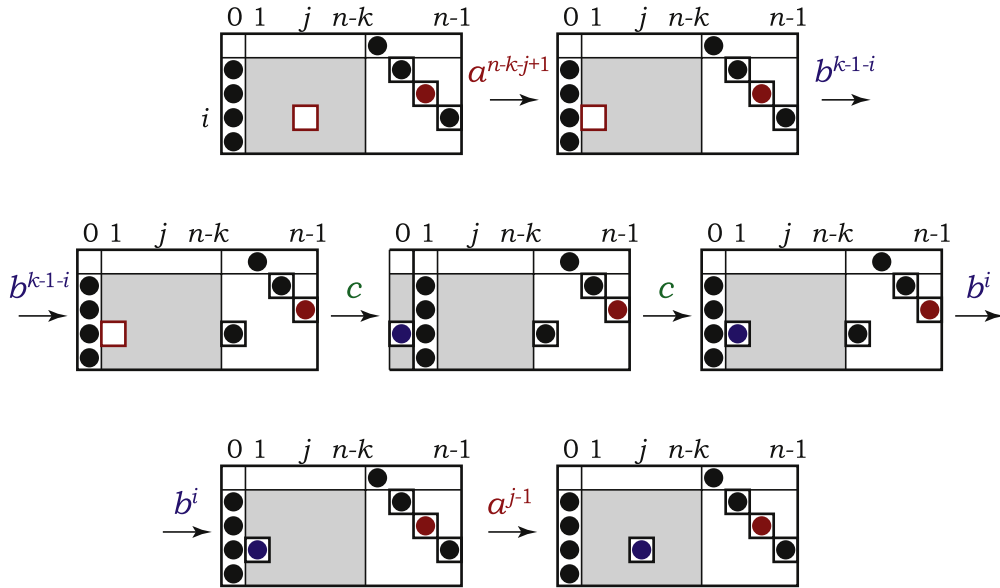 0 1 j n-k n-1 0 1 j n-k n-1
a^{n-k-j+1} b^{k-1-i}
i
0 1 j n-k n-1 0 1 j n-k n-1 0 1 j n-k n-1
b^{k-1-i} c c b^i
0 1 j n-k n-1 0 1 j n-k n-1
b^i a^{j-1}